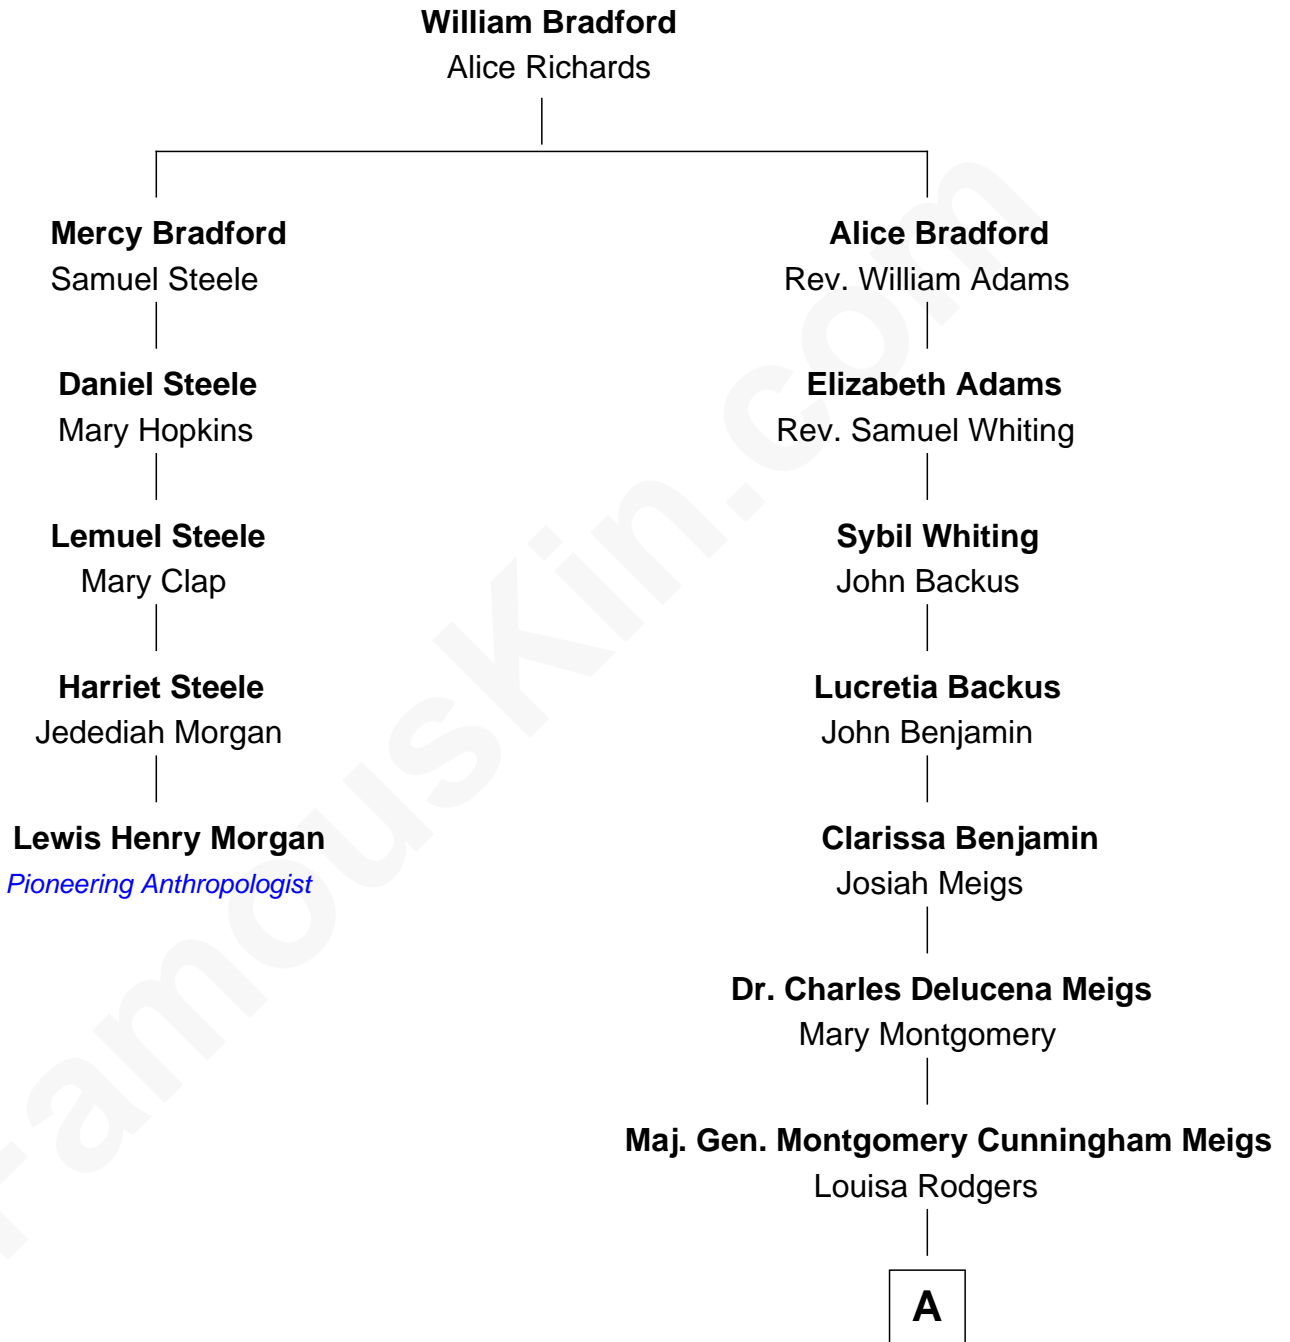 William Bradford
Alice Richards
Mercy Bradford
Samuel Steele
Alice Bradford
Rev. William Adams
Daniel Steele
Mary Hopkins
Elizabeth Adams
Rev. Samuel Whiting
Lemuel Steele
Mary Clap
Sybil Whiting
John Backus
Harriet Steele
Jedediah Morgan
Lucretia Backus
John Benjamin
Lewis Henry Morgan
Pioneering Anthropologist
Clarissa Benjamin
Josiah Meigs
Dr. Charles Delucena Meigs
Mary Montgomery
Maj. Gen. Montgomery Cunningham Meigs
Louisa Rodgers
A
FamousKin.com